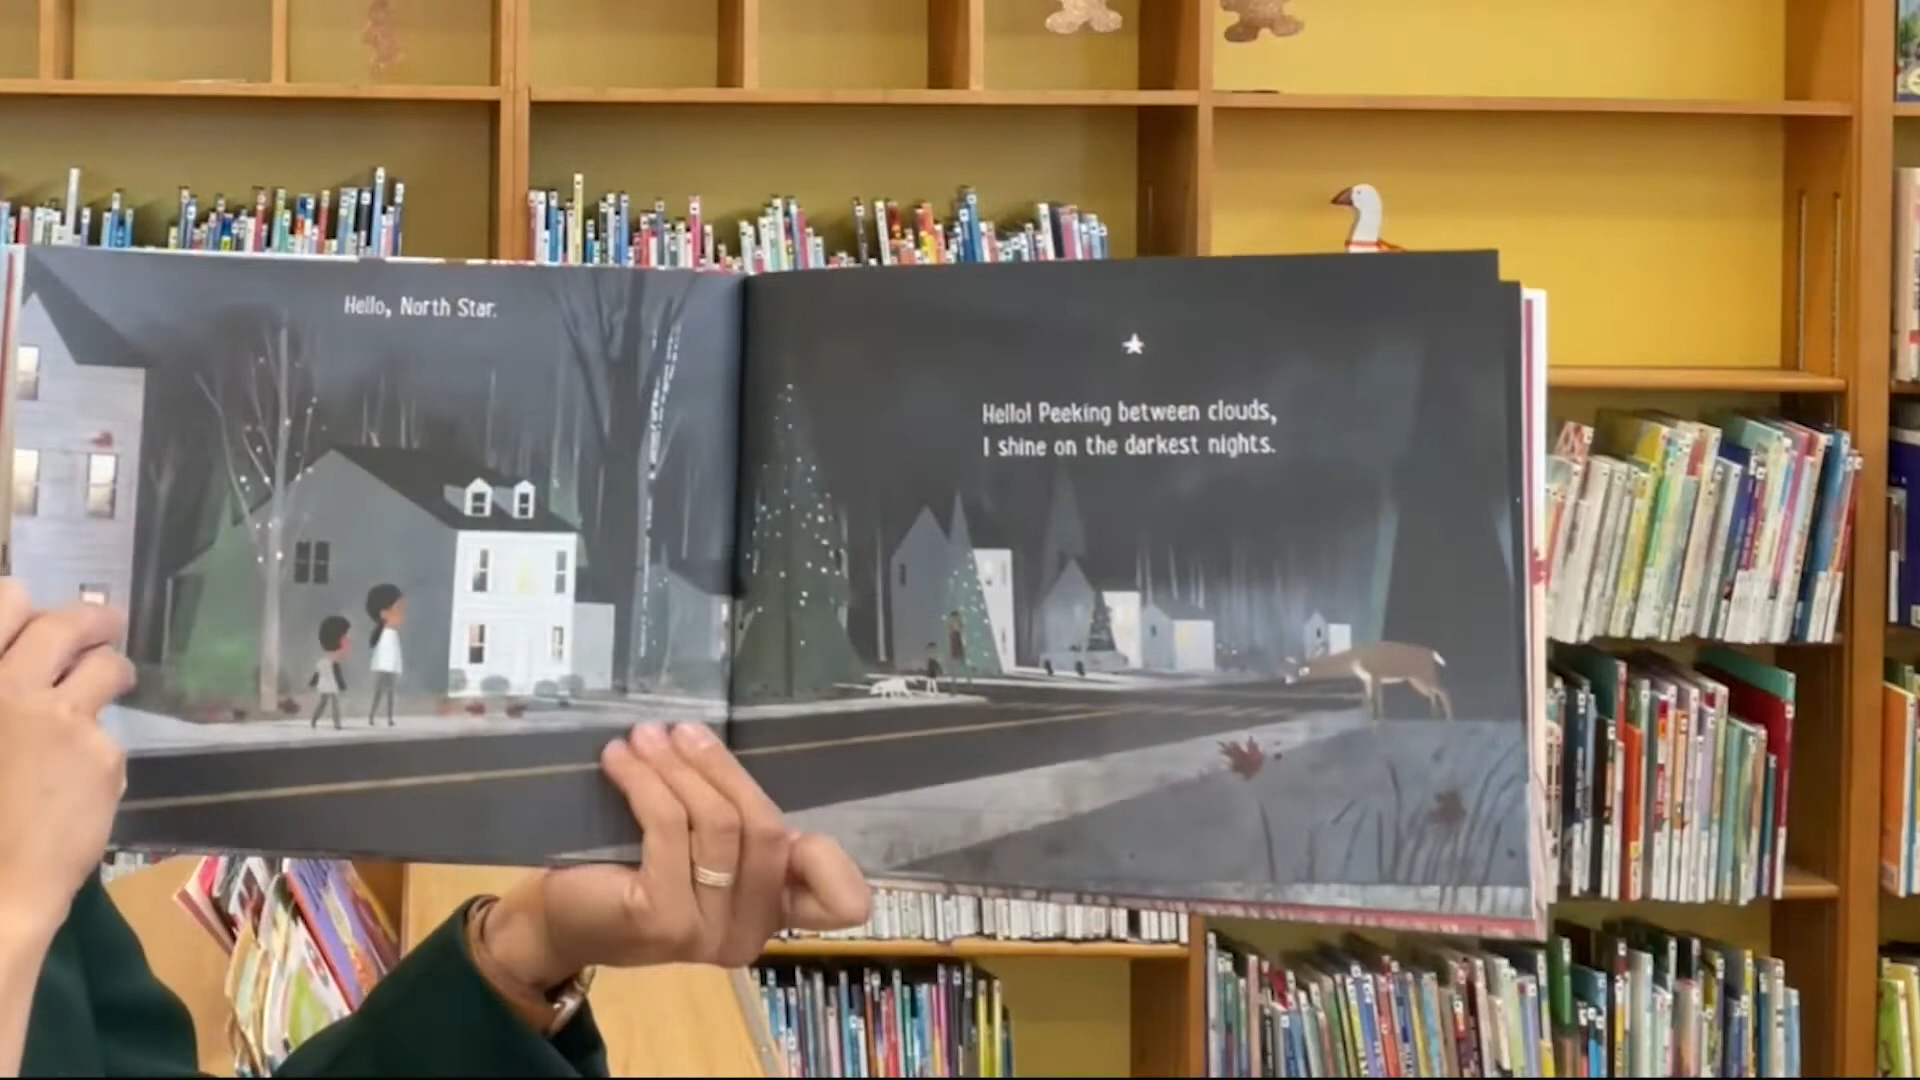 Hello, North Star.
Hello! Peeking between clouds,
I shine on the darkest nights.